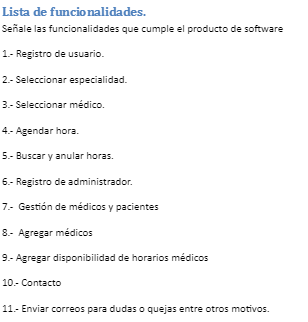 Lista de funcionalidades.
Señale las funcionalidades que cumple el producto de software
1.- Registro de usuario.
2.- Seleccionar especialidad.
3.- Seleccionar médico.
4.- Agendar hora.
5.- Buscar y anular horas.
6.- Registro de administrador.
7.-  Gestión de médicos y pacientes
8.-  Agregar médicos
9.- Agregar disponibilidad de horarios médicos
10.- Contacto
11.- Enviar correos para dudas o quejas entre otros motivos.